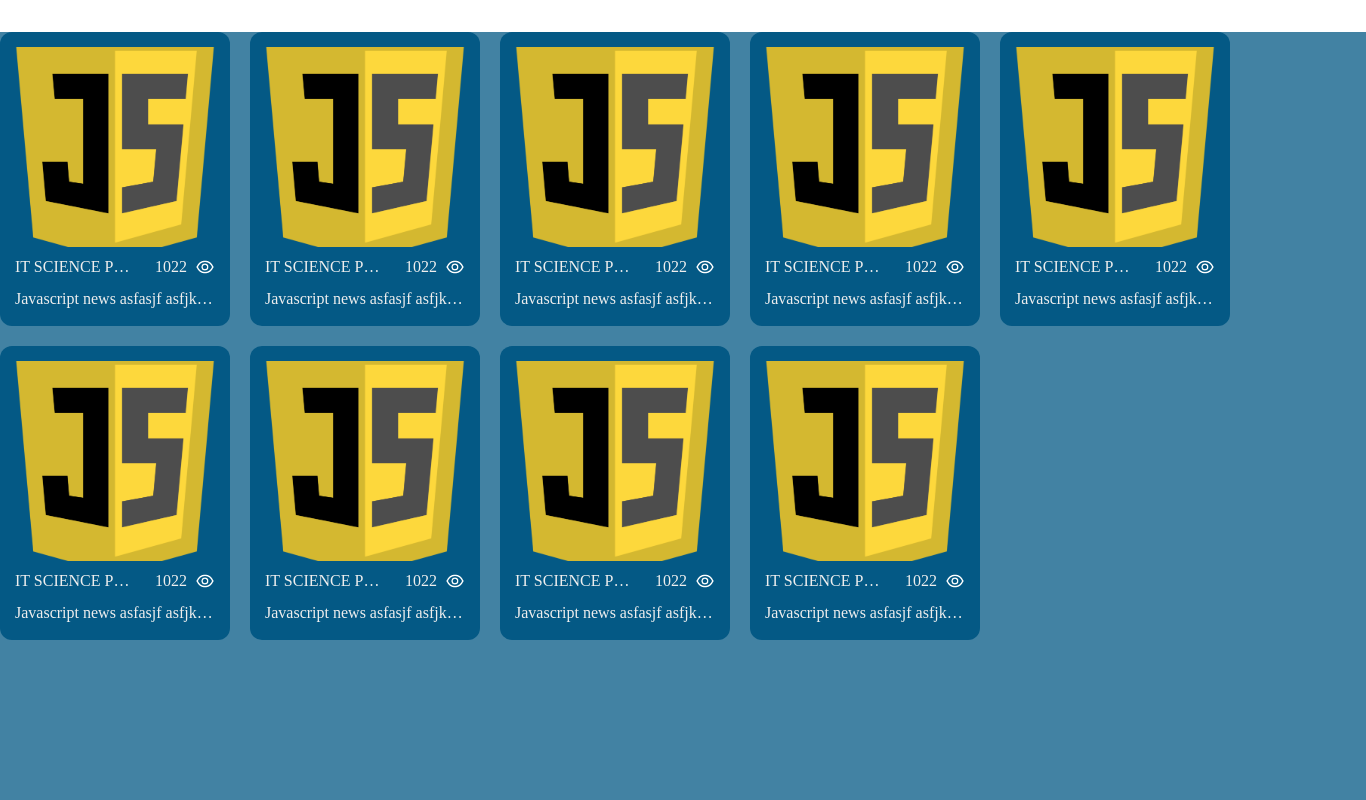 JS JS JS JS JS
IT SCIENCE P… 1022 IT SCIENCE P… 1022 IT SCIENCE P… 1022 IT SCIENCE P… 1022 IT SCIENCE P… 1022
Javascript news asfasjf asfjk… Javascript news asfasjf asfjk… Javascript news asfasjf asfjk… Javascript news asfasjf asfjk… Javascript news asfasjf asfjk…
JS JS JS JS
IT SCIENCE P… 1022 IT SCIENCE P… 1022 IT SCIENCE P… 1022 IT SCIENCE P… 1022
Javascript news asfasjf asfjk… Javascript news asfasjf asfjk… Javascript news asfasjf asfjk… Javascript news asfasjf asfjk…